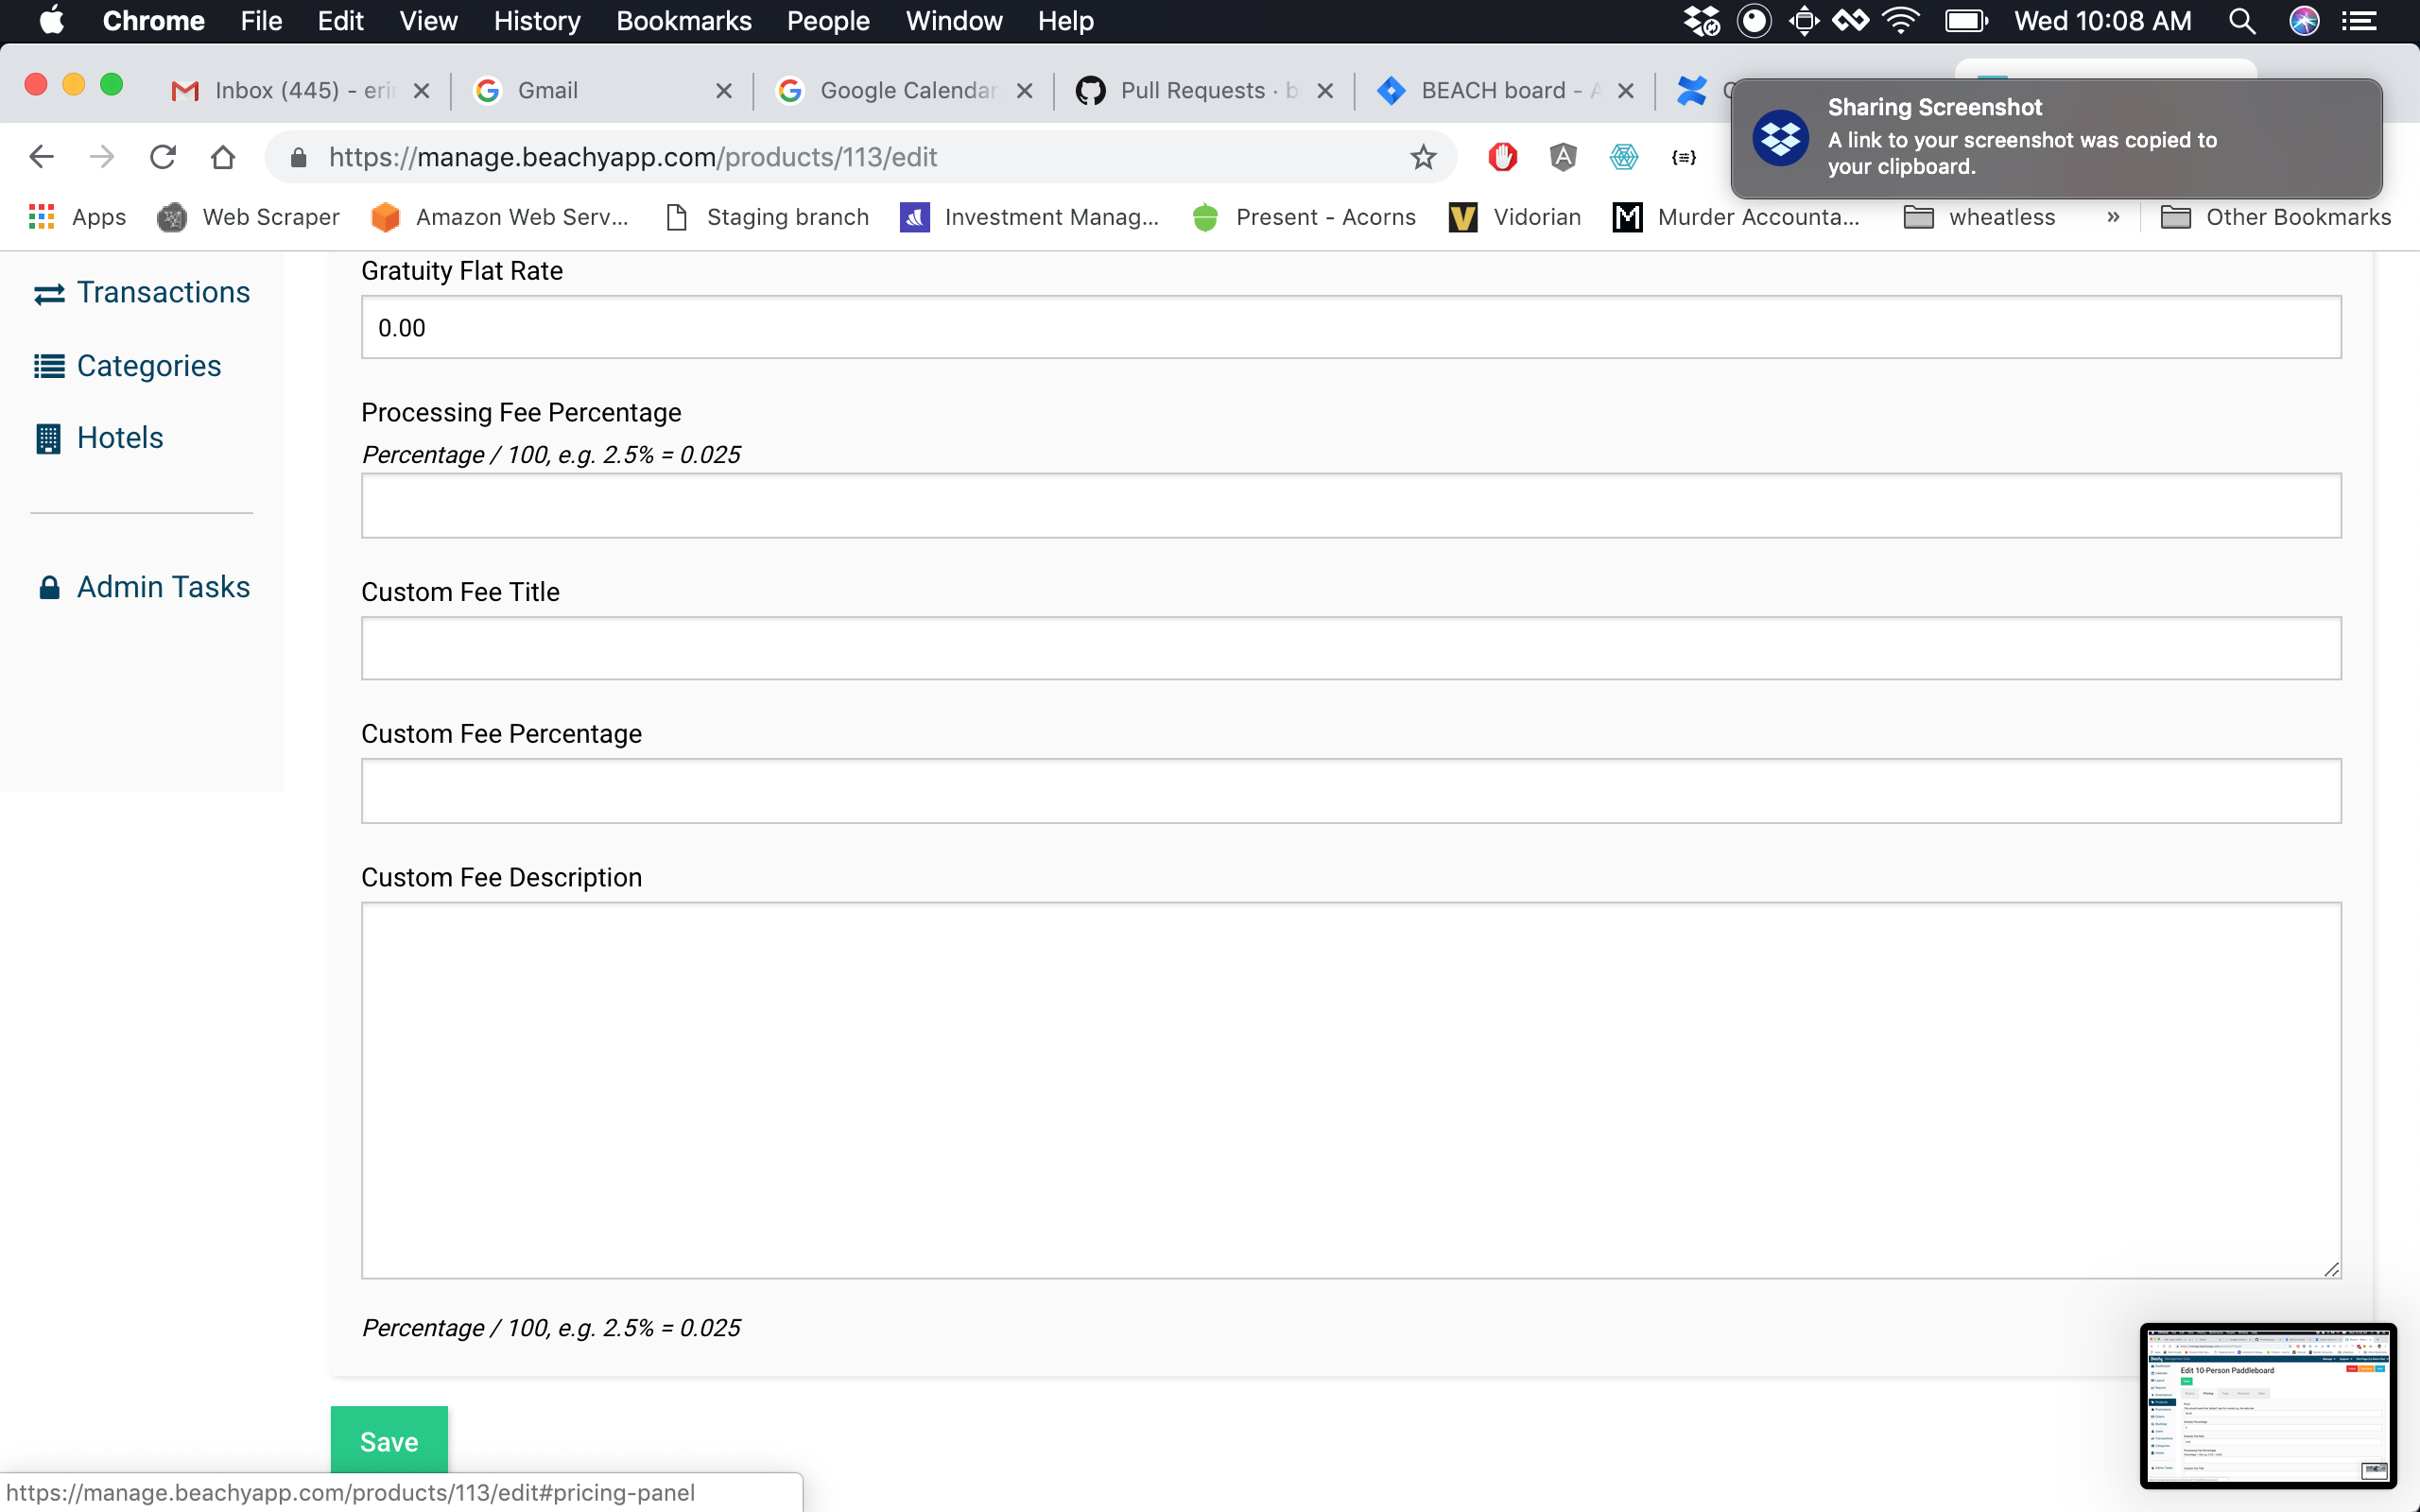 Chrome File Edit View History Bookmarks People Window Help Wed 10:08 AM
Inbox (445) - eri Gmail Google Calendar Pull Requests · b BEACH board - A
Sharing Screenshot
A link to your screenshot was copied to
your clipboard.
https://manage.beachyapp.com/products/113/edit
Apps Web Scraper Amazon Web Serv... Staging branch Investment Manag... Present - Acorns Vidorian Murder Accounta... wheatless » Other Bookmarks
Transactions
Categories
Hotels
Admin Tasks
Gratuity Flat Rate
0.00
Processing Fee Percentage
Percentage / 100, e.g. 2.5% = 0.025
Custom Fee Title
Custom Fee Percentage
Custom Fee Description
Percentage / 100, e.g. 2.5% = 0.025
Save
Edit 10-Person Paddleboard
https://manage.beachyapp.com/products/113/edit#pricing-panel